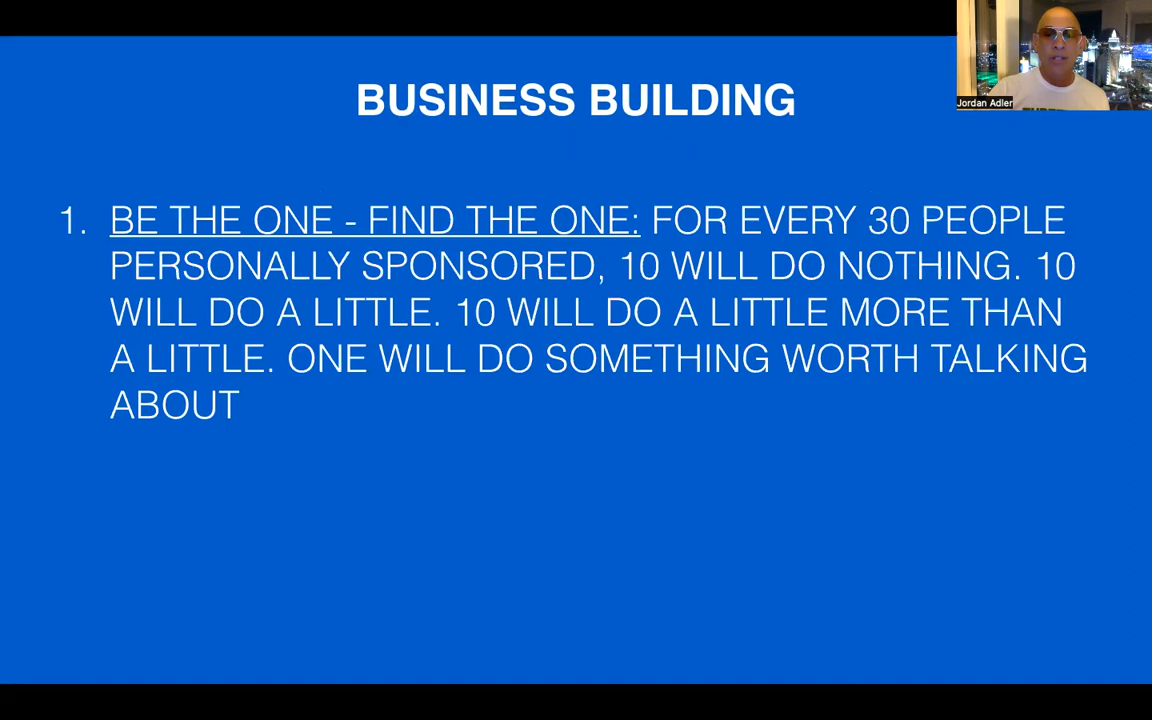 BUSINESS BUILDING
Jordan Adler
1. BE THE ONE - FIND THE ONE: FOR EVERY 30 PEOPLE
PERSONALLY SPONSORED, 10 WILL DO NOTHING. 10
WILL DO A LITTLE. 10 WILL DO A LITTLE MORE THAN
A LITTLE. ONE WILL DO SOMETHING WORTH TALKING
ABOUT